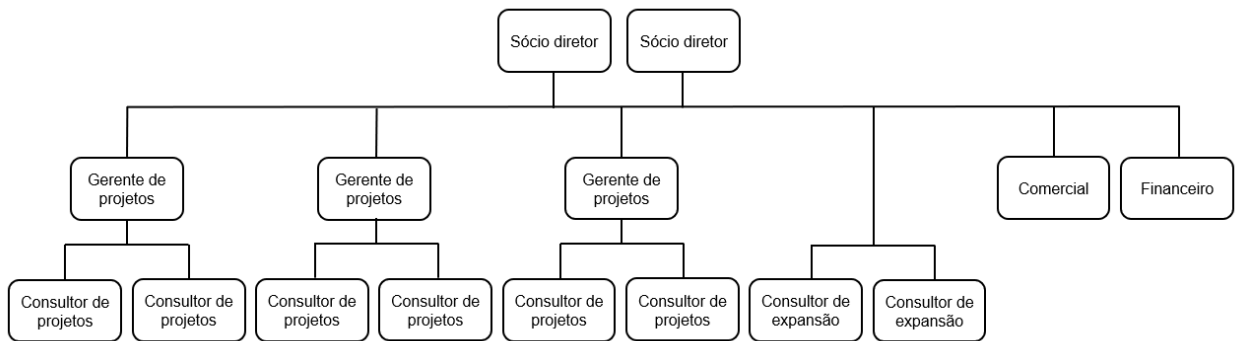 Sócio diretor
Sócio diretor
Gerente de
projetos
Gerente de
projetos
Gerente de
projetos
Comercial
Financeiro
Consultor de
projetos
Consultor de
projetos
Consultor de
projetos
Consultor de
projetos
Consultor de
projetos
Consultor de
projetos
Consultor de
expansão
Consultor de
expansão